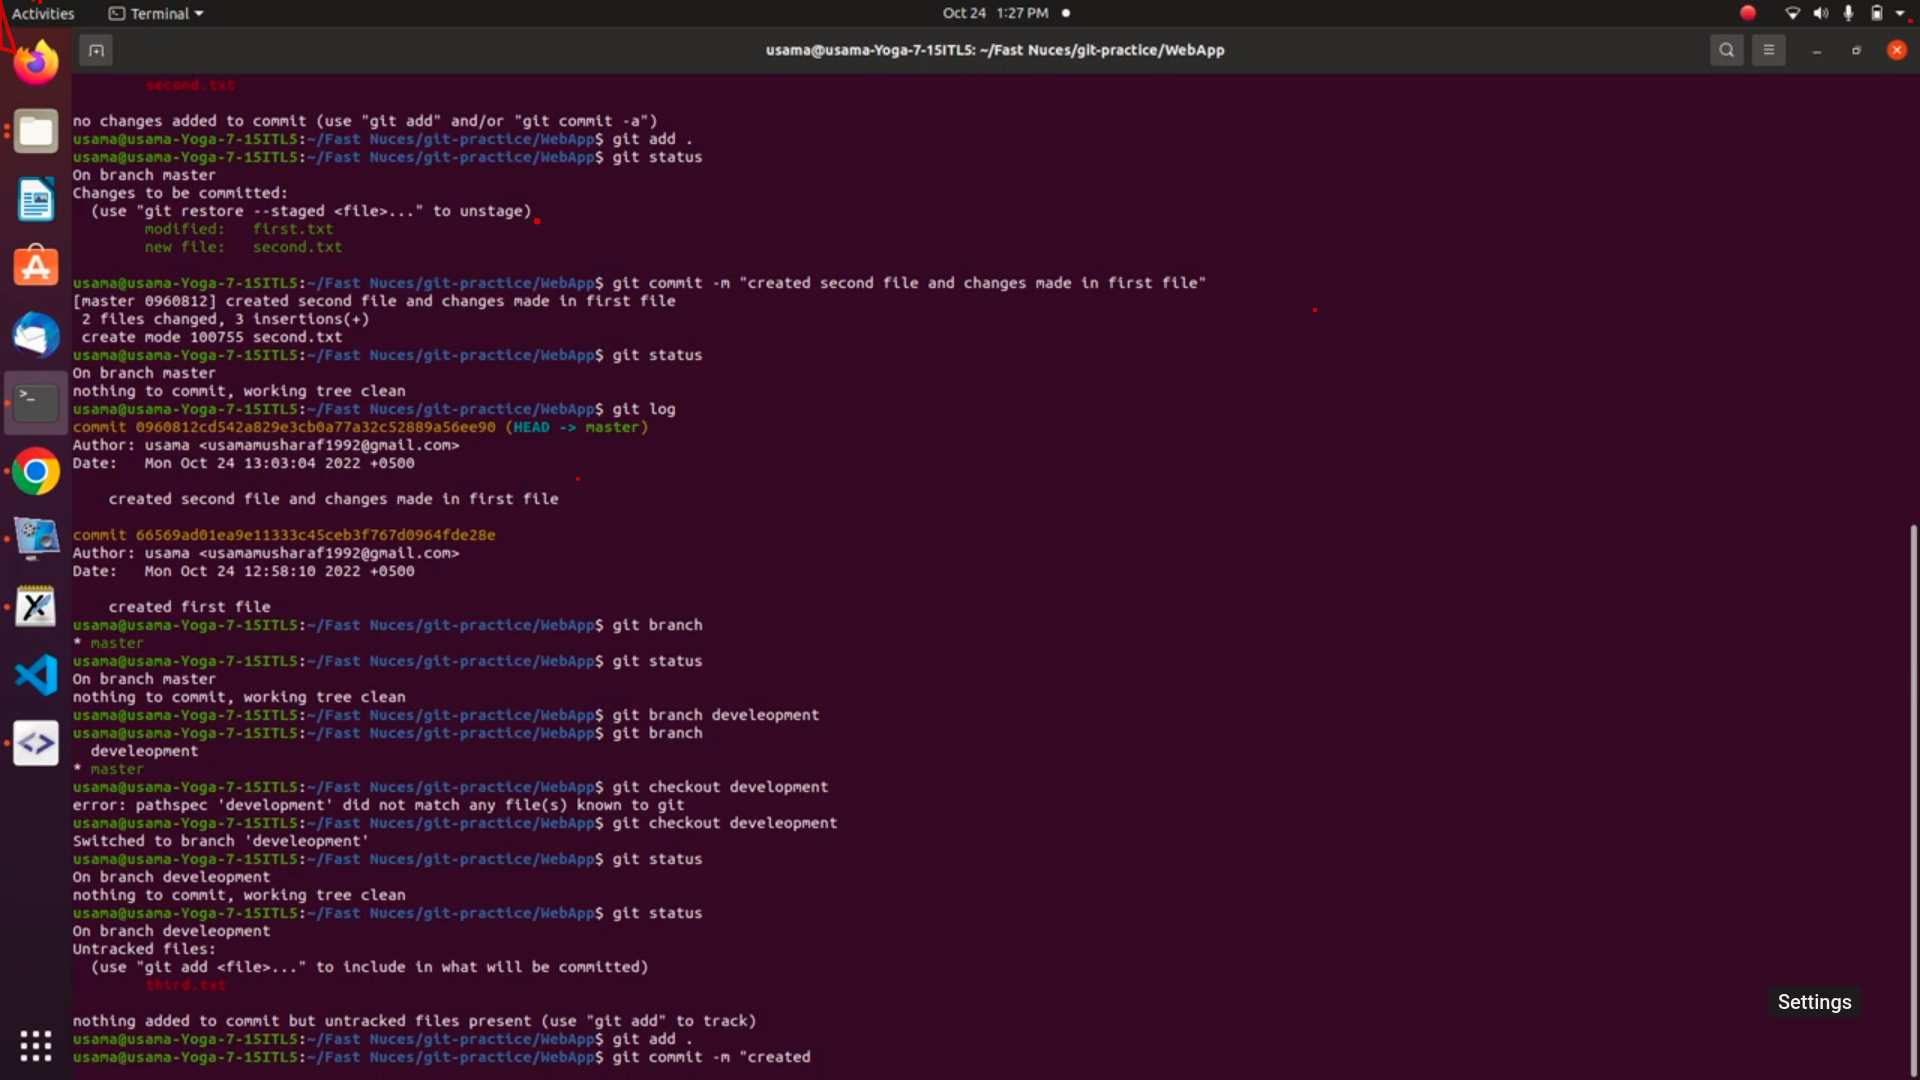 Activities
Terminal
Oct 24 1:27 PM
usama@usama-Yoga-7-15ITL5: ~/Fast Nuces/git-practice/WebApp
second.txt
no changes added to commit (use "git add" and/or "git commit -a")
usama@usama-Yoga-7-15ITL5:~/Fast Nuces/git-practice/WebApp$ git add .
usama@usama-Yoga-7-15ITL5:~/Fast Nuces/git-practice/WebApp$ git status
On branch master
Changes to be committed:
(use "git restore --staged <file>..." to unstage)
modified: first.txt
new file: second.txt
usama@usama-Yoga-7-15ITL5:~/Fast Nuces/git-practice/WebApp$ git commit -m "created second file and changes made in first file"
[master 0960812] created second file and changes made in first file
2 files changed, 3 insertions(+)
create mode 100755 second.txt
usama@usama-Yoga-7-15ITL5:~/Fast Nuces/git-practice/WebApp$ git status
On branch master
nothing to commit, working tree clean
usama@usama-Yoga-7-15ITL5:~/Fast Nuces/git-practice/WebApp$ git log
commit 0960812cd542a829e3cb0a77a32c52889a56ee90 (HEAD -> master)
Author: usama <usamamusharaf1992@gmail.com>
Date: Mon Oct 24 13:03:04 2022 +0500
created second file and changes made in first file
commit 66569ad01ea9e11333c45ceb3f767d0964fde28e
Author: usama <usamamusharaf1992@gmail.com>
Date: Mon Oct 24 12:58:10 2022 +0500
created first file
usama@usama-Yoga-7-15ITL5:~/Fast Nuces/git-practice/WebApp$ git branch
* master
usama@usama-Yoga-7-15ITL5:~/Fast Nuces/git-practice/WebApp$ git status
On branch master
nothing to commit, working tree clean
usama@usama-Yoga-7-15ITL5:~/Fast Nuces/git-practice/WebApp$ git branch develeopment
usama@usama-Yoga-7-15ITL5:~/Fast Nuces/git-practice/WebApp$ git branch
develeopment
* master
usama@usama-Yoga-7-15ITL5:~/Fast Nuces/git-practice/WebApp$ git checkout development
error: pathspec 'development' did not match any file(s) known to git
usama@usama-Yoga-7-15ITL5:~/Fast Nuces/git-practice/WebApp$ git checkout develeopment
Switched to branch 'develeopment'
usama@usama-Yoga-7-15ITL5:~/Fast Nuces/git-practice/WebApp$ git status
On branch develeopment
nothing to commit, working tree clean
usama@usama-Yoga-7-15ITL5:~/Fast Nuces/git-practice/WebApp$ git status
On branch develeopment
Untracked files:
(use "git add <file>..." to include in what will be committed)
third.txt
Settings
nothing added to commit but untracked files present (use "git add" to track)
usama@usama-Yoga-7-15ITL5:~/Fast Nuces/git-practice/WebApp$ git add .
usama@usama-Yoga-7-15ITL5:~/Fast Nuces/git-practice/WebApp$ git commit -m "created